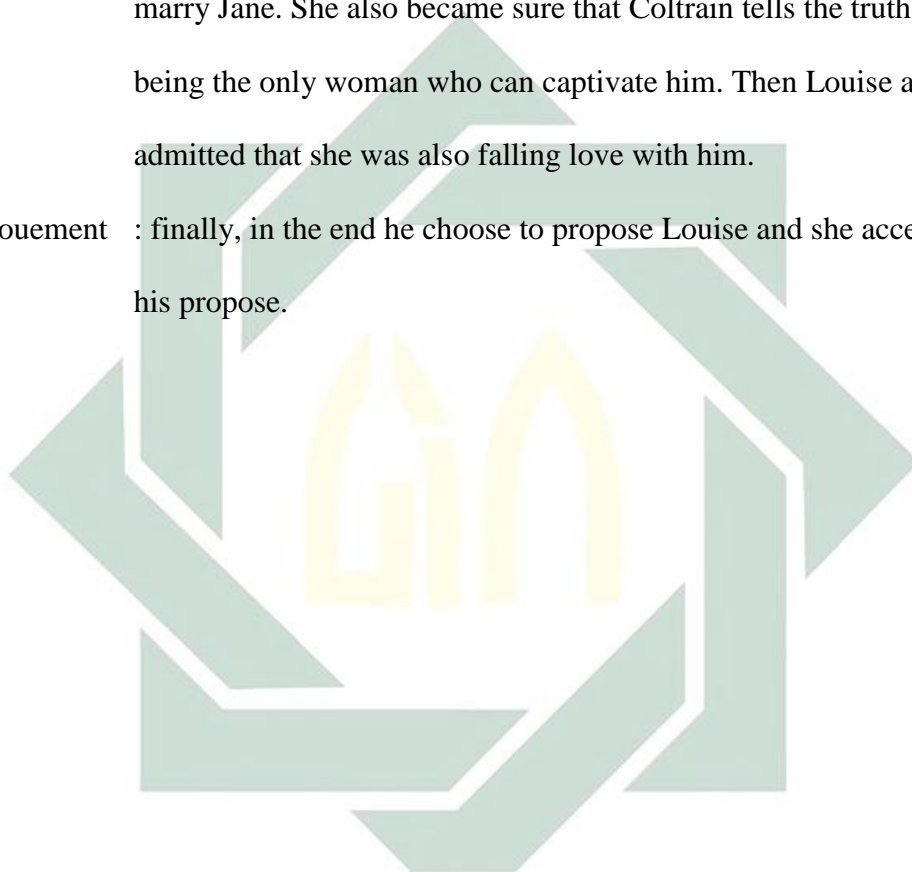 marry Jane. She also became sure that Coltrain tells the truth
being the only woman who can captivate him. Then Louise a
admitted that she was also falling love with him.
ouement : finally, in the end he choose to propose Louise and she acce
his propose.